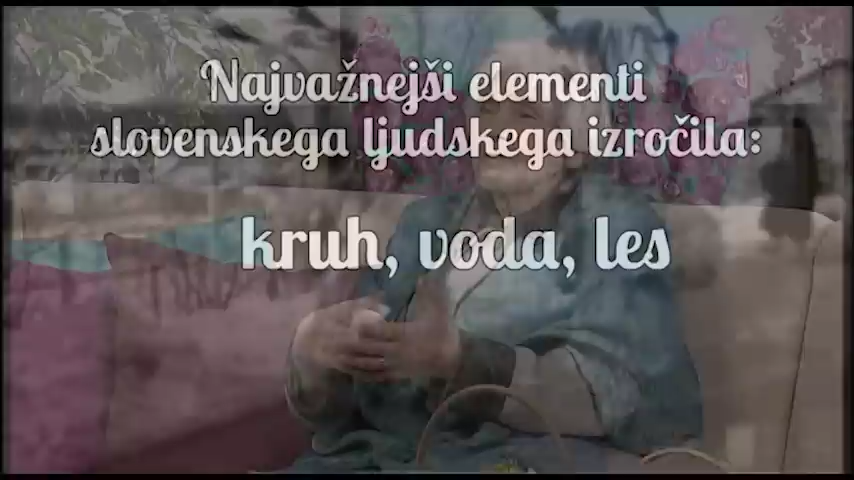 Najvažnejši elementi
slovenskega ljudskega izročila:
kruh, voda, les